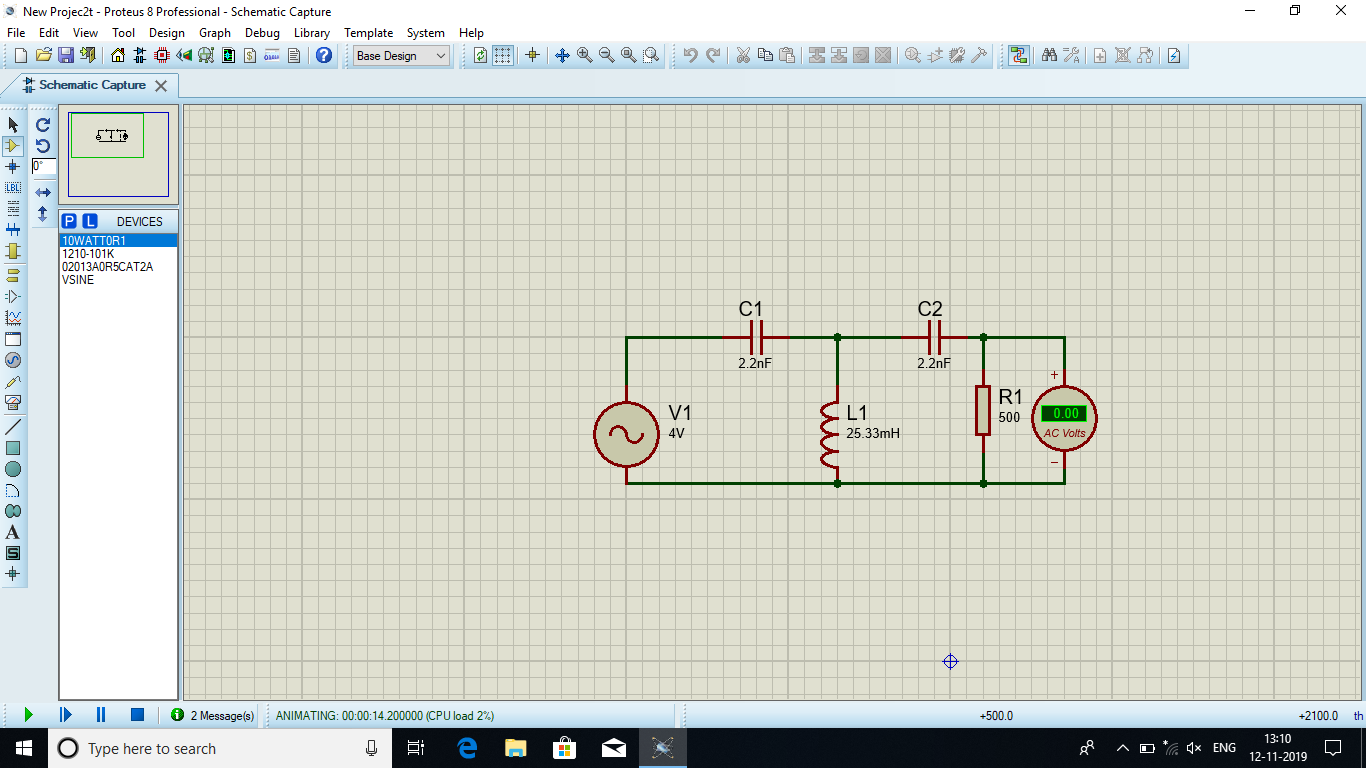 New Projec2t - Proteus 8 Professional - Schematic Capture
File Edit View Tool Design Graph Debug Library Template System Help
Base Design
Schematic Capture
0°
LBL
P L DEVICES
10WATT0R1
1210-101K
02013A0R5CAT2A
VSINE
A
S
C1
2.2nF
C2
2.2nF
V1
4V
L1
25.33mH
R1
500
+
0.00
AC Volts
−
2 Message(s)
ANIMATING: 00:00:14.200000 (CPU load 2%)
+500.0
+2100.0
th
Type here to search
ENG
13:10
12-11-2019